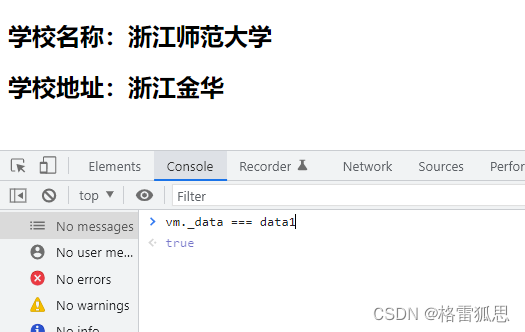 学校名称：浙江师范大学
学校地址：浙江金华
Elements Console Recorder Network Sources Perfor
top Filter
No messages
vm._data === data1
No user me...
true
No errors
No warnings
No info
CSDN @格雷狐思